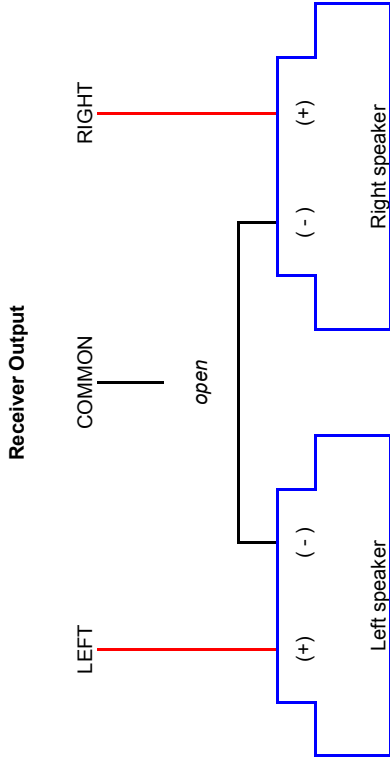 Receiver Output
LEFT COMMON RIGHT
open
(+) ( - ) ( - ) (+)
Left speaker Right speaker